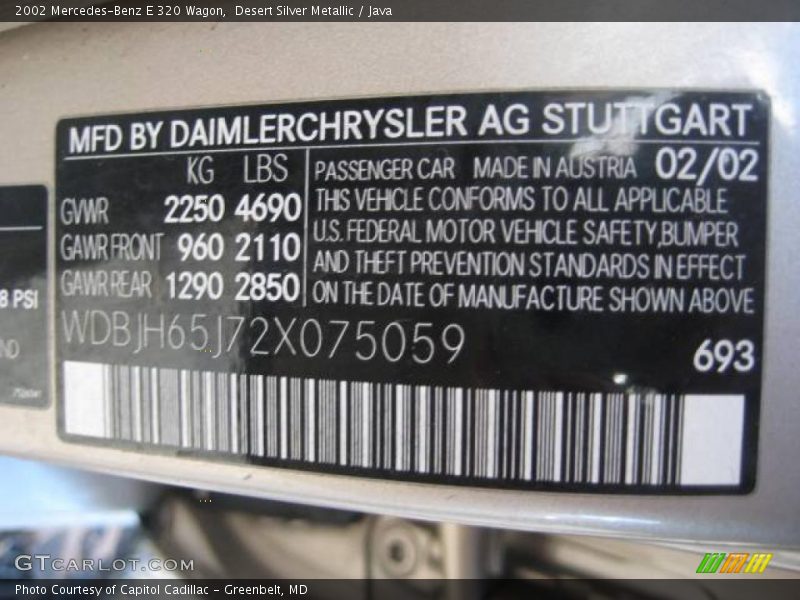 2002 Mercedes-Benz E 320 Wagon, Desert Silver Metallic / Java
MFD BY DAIMLERCHRYSLER AG STUTTGART
KG LBS
GVWR 2250 4690
GAWR FRONT 960 2110
GAWR REAR 1290 2850
PASSENGER CAR MADE IN AUSTRIA 02/02
THIS VEHICLE CONFORMS TO ALL APPLICABLE
U.S. FEDERAL MOTOR VEHICLE SAFETY,BUMPER
AND THEFT PREVENTION STANDARDS IN EFFECT
ON THE DATE OF MANUFACTURE SHOWN ABOVE
WDBJH65J72X075059
693
8 PSI
GTCARLOT.COM
Photo Courtesy of Capitol Cadillac - Greenbelt, MD